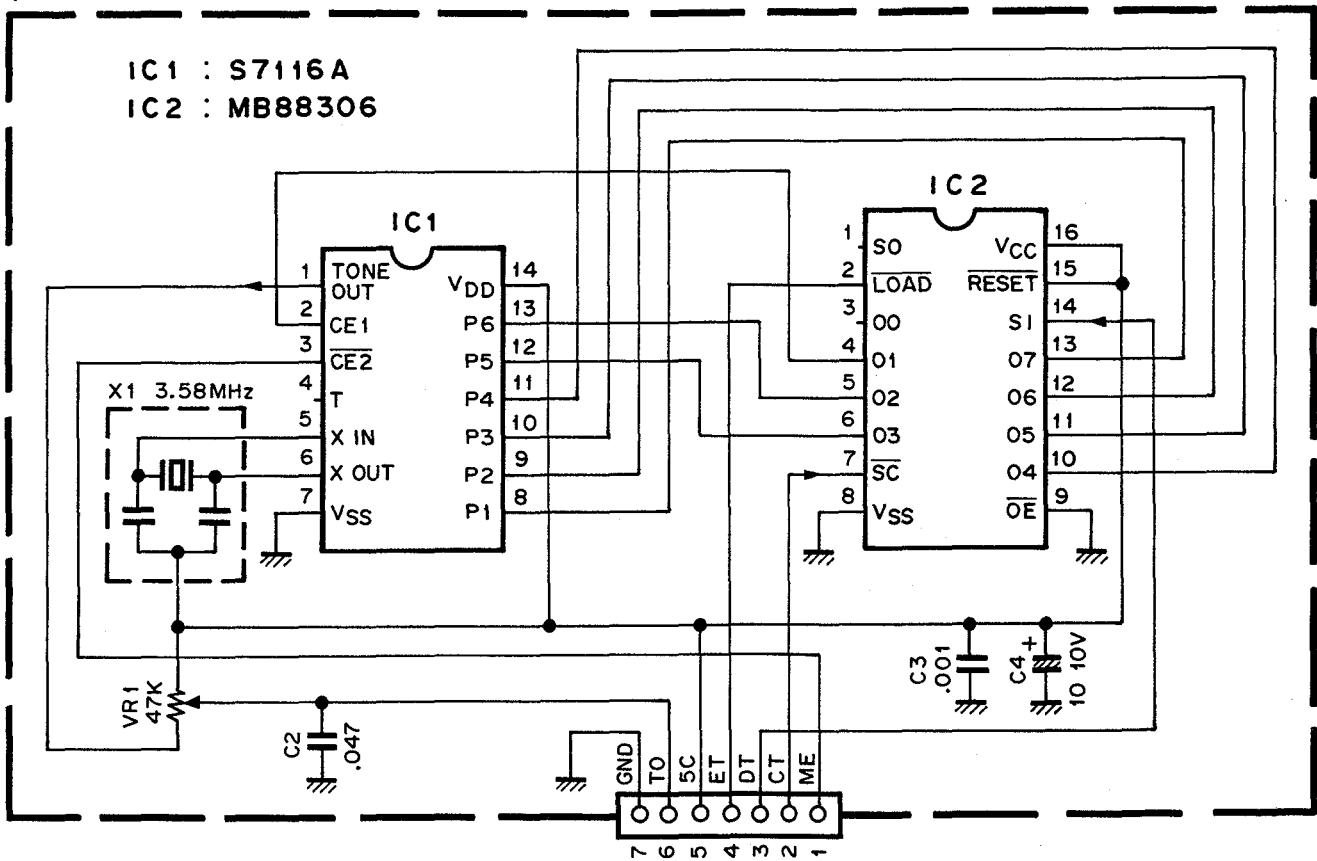 IC1 : S7116A
IC2 : MB88306
IC1
1 TONE OUT
2 CE1
3 CE2
4 T
5 X IN
6 X OUT
7 VSS
14 VDD
13 P6
12 P5
11 P4
10 P3
9 P2
8 P1
IC2
1 SO
2 LOAD
3 O0
4 O1
5 O2
6 O3
7 SC
8 VSS
16 VCC
15 RESET
14 SI
13 O7
12 O6
11 O5
10 O4
9 OE
X1 3.58MHz
VR1
47K
C2
.047
C3
.001
C4 +
10 10V
GND
TO
5C
ET
DT
CT
ME
7 6 5 4 3 2 1